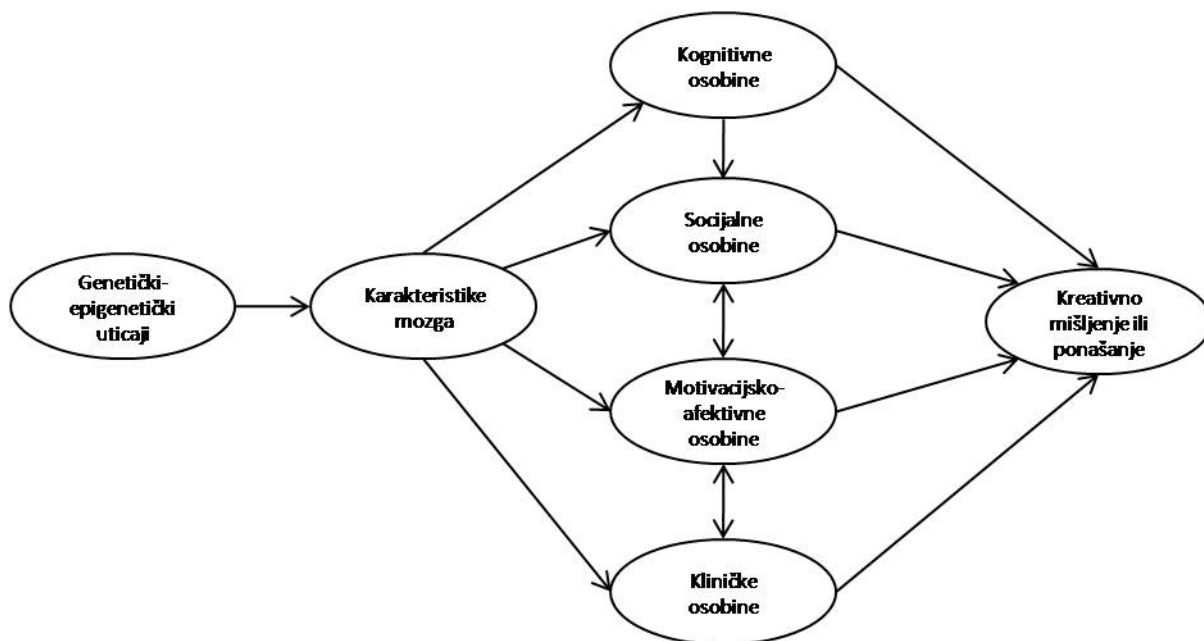 Kognitivne
osobine
Socijalne
osobine
Genetički-
epigenetički
uticaji
Karakteristike
mozga
Kreativno
mišljenje ili
ponašanje
Motivacijsko-
afektivne
osobine
Kliničke
osobine